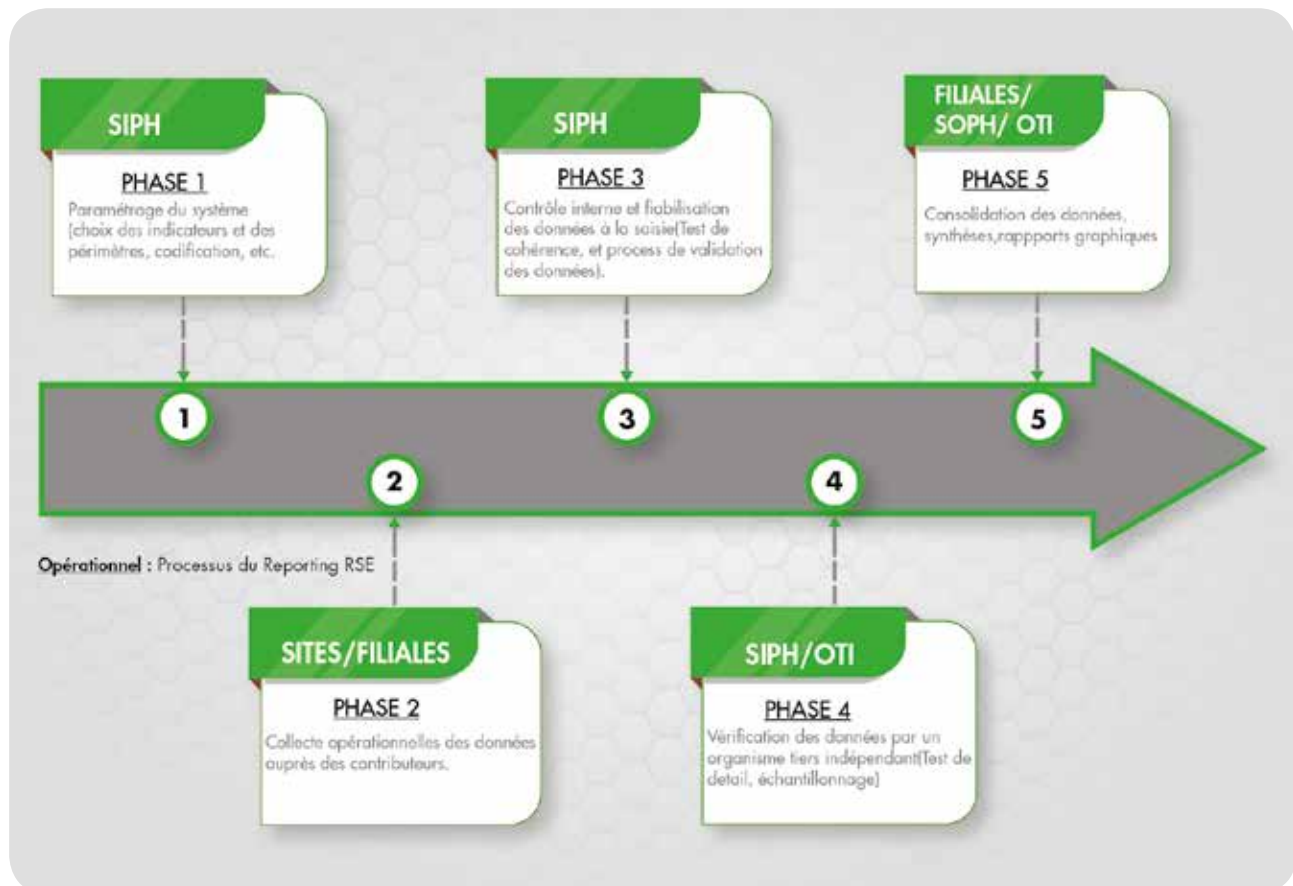 SIPH
PHASE 1
Paramétrage du système
(choix des indicateurs et des
périmètres, codification, etc.
SITES/FILIALES
PHASE 2
Collecte opérationnelles des données
auprès des contributeurs.
SIPH
PHASE 3
Contrôle interne et fiabilisation
des données à la saisie(Test de
cohérence, et process de validation
des données).
SIPH/OTI
PHASE 4
Vérification des données par un
organisme tiers indépendant(Test de
detail, échantillonnage)
FILIALES/
SOPH/ OTI
PHASE 5
Consolidation des données,
synthèses,rappports graphiques
1
2
3
4
5
Opérationnel : Processus du Reporting RSE